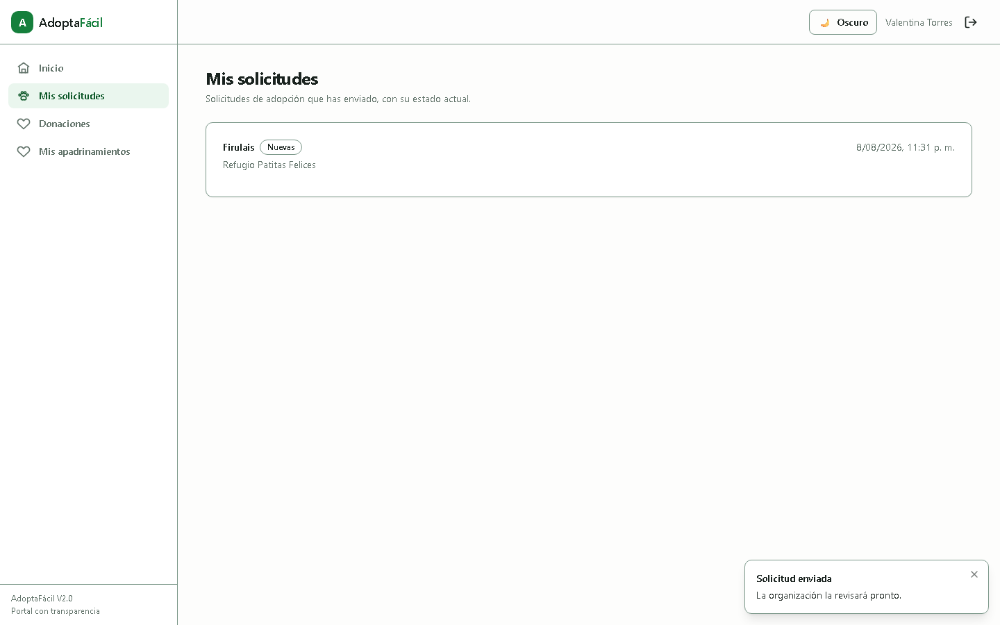 A AdoptaFácil
Oscuro
Valentina Torres
Inicio
Mis solicitudes
Donaciones
Mis apadrinamientos
Mis solicitudes
Solicitudes de adopción que has enviado, con su estado actual.
Firulais Nuevas
8/08/2026, 11:31 p. m.
Refugio Patitas Felices
Solicitud enviada
La organización la revisará pronto.
AdoptaFácil V2.0
Portal con transparencia